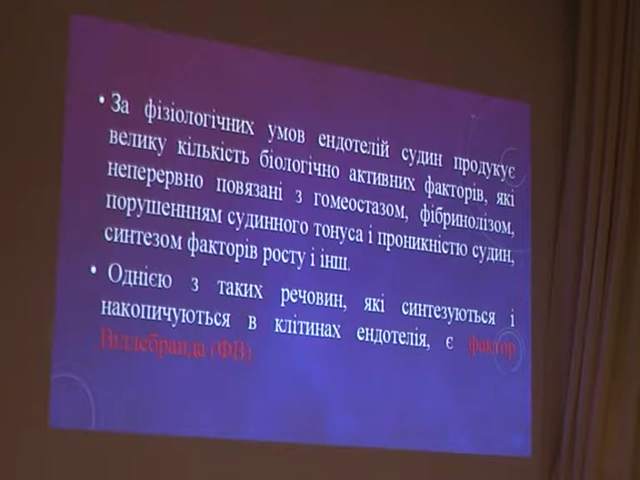 • За фізіологічних умов ендотелій судин продукує
велику кількість біологічно активних факторів, які
неперервно повязані з гомеостазом, фібринолізом,
порушеннням судинного тонуса і проникністю судин,
синтезом факторів росту і інш.
• Однією з таких речовин, які синтезуються і
накопичуються в клітинах ендотелія, є фактор
Віллебранда (ФВ)